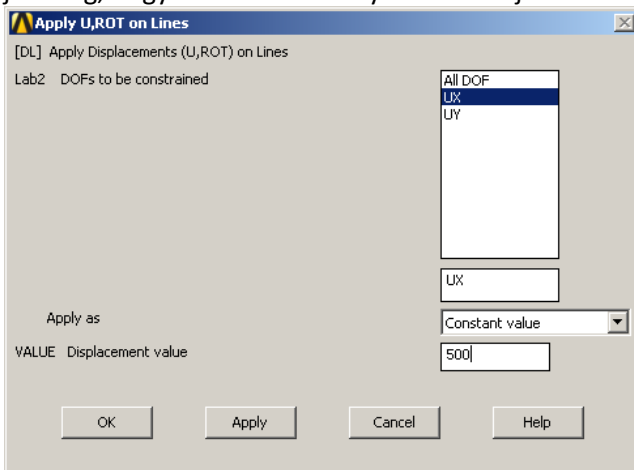 Apply U,ROT on Lines
[DL] Apply Displacements (U,ROT) on Lines
Lab2 DOFs to be constrained
All DOF
UX
UY
UX
Apply as
Constant value
VALUE Displacement value
500
OK
Apply
Cancel
Help